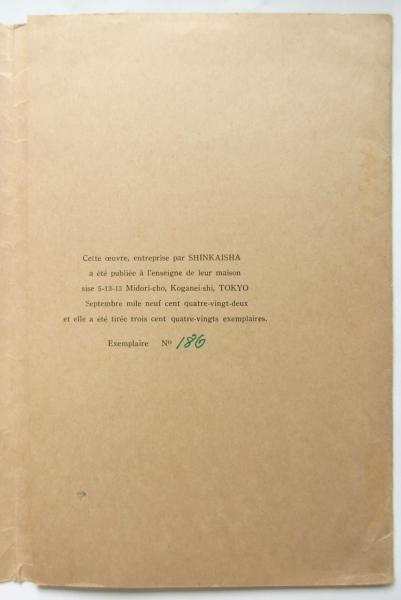 Cette œuvre, entreprise par SHINKAISHA
a été publiée à l'enseigne de leur maison
sise 5-13-13 Midori-cho, Koganei-shi, TOKYO
Septembre mile neuf cent quatre-vingt-deux
et elle a été tirée trois cent quatre-vingts exemplaires.
Exemplaire Nº 186